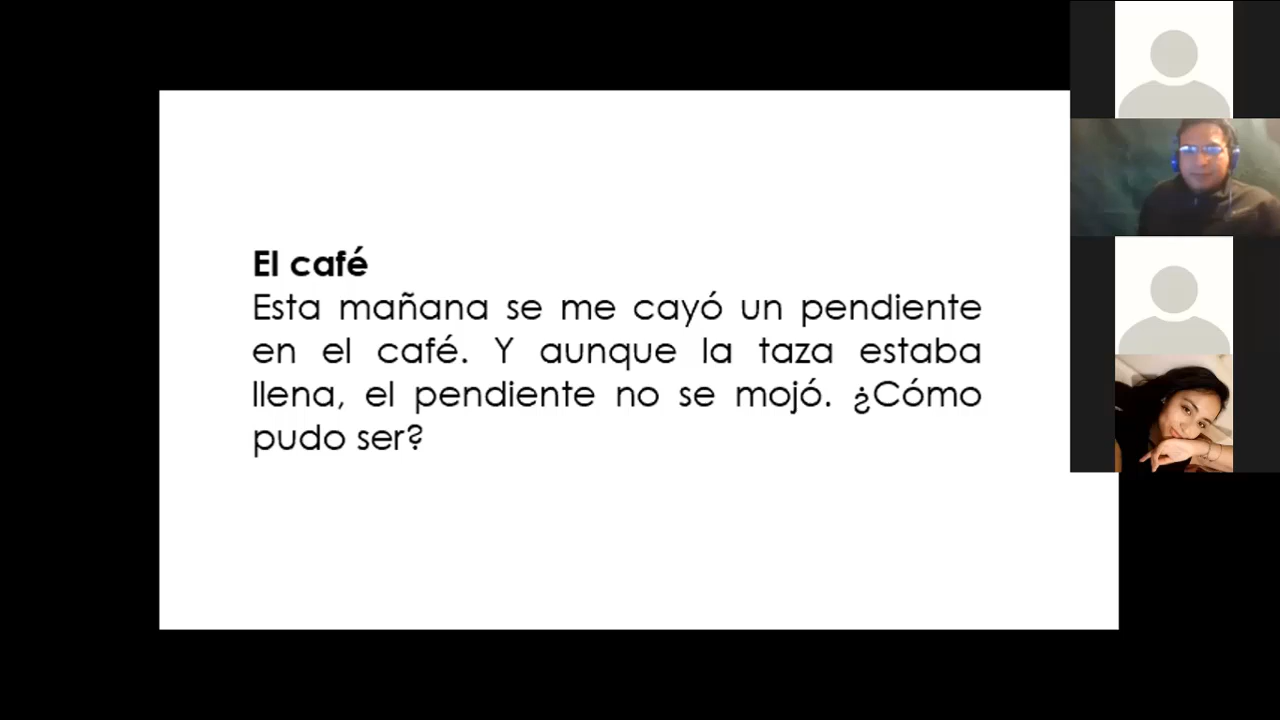 El café
Esta mañana se me cayó un pendiente
en el café. Y aunque la taza estaba
llena, el pendiente no se mojó. ¿Cómo
pudo ser?